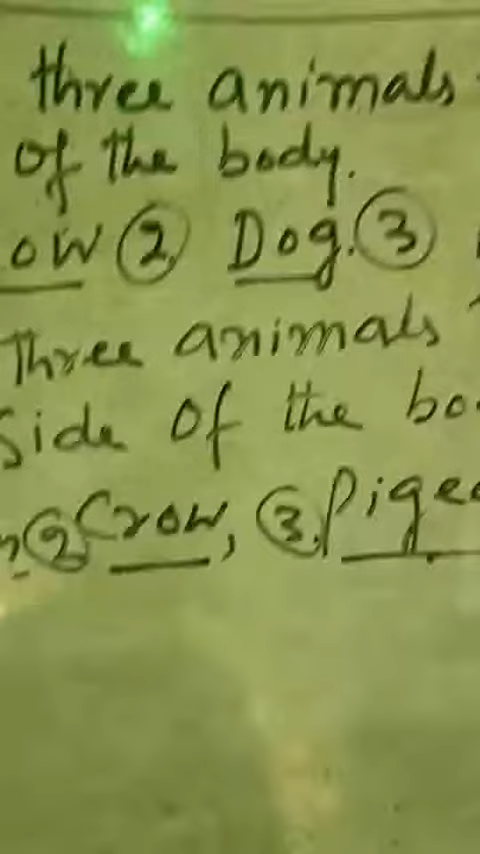 three animals
of the body.
ow ② Dog. ③
Three animals
side of the bo
② Crow, ③. Pige